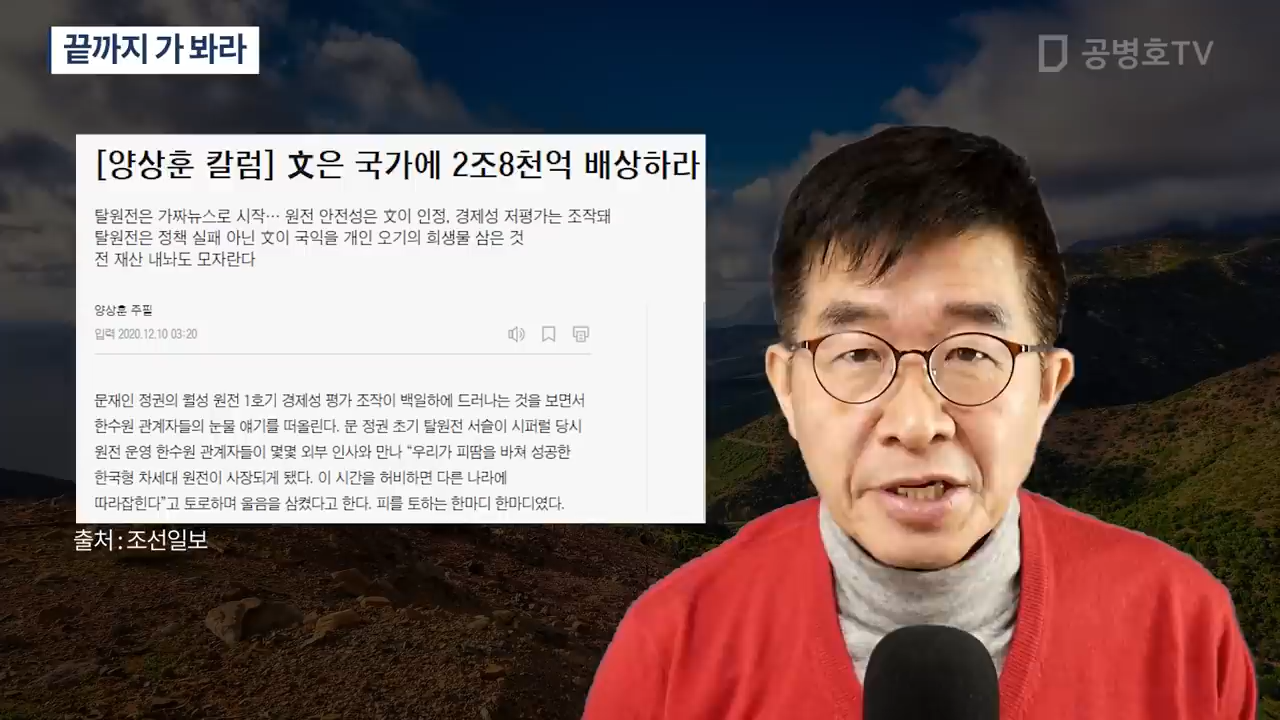 끝까지 가 봐라
공병호TV
[양상훈 칼럼] 文은 국가에 2조8천억 배상하라
탈원전은 가짜뉴스로 시작… 원전 안전성은 文이 인정, 경제성 저평가는 조작돼
탈원전은 정책 실패 아닌 文이 국익을 개인 오기의 희생물 삼은 것
전 재산 내놔도 모자란다
양상훈 주필
입력 2020.12.10 03:20
문재인 정권의 월성 원전 1호기 경제성 평가 조작이 백일하에 드러나는 것을 보면서
한수원 관계자들의 눈물 얘기를 떠올린다. 문 정권 초기 탈원전 서슬이 시퍼럴 당시
원전 운영 한수원 관계자들이 몇몇 외부 인사와 만나 “우리가 피땀을 바쳐 성공한
한국형 차세대 원전이 사장되게 됐다. 이 시간을 허비하면 다른 나라에
따라잡힌다”고 토로하며 울음을 삼켰다고 한다. 피를 토하는 한마디 한마디였다.
출처 : 조선일보